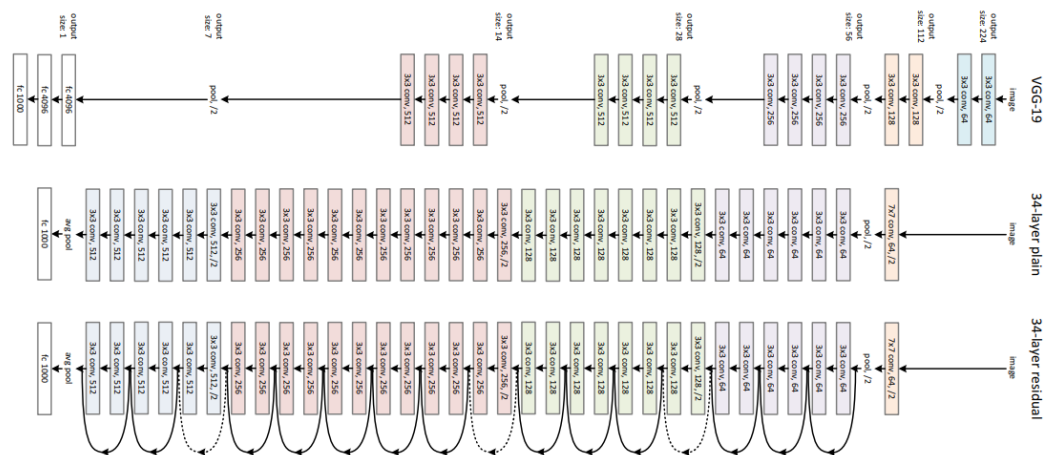 VGG-19
output
size: 224
image
3x3 conv, 64
3x3 conv, 64
output
size: 112
pool, /2
3x3 conv, 128
3x3 conv, 128
output
size: 56
pool, /2
3x3 conv, 256
3x3 conv, 256
3x3 conv, 256
3x3 conv, 256
output
size: 28
pool, /2
3x3 conv, 512
3x3 conv, 512
3x3 conv, 512
3x3 conv, 512
output
size: 14
pool, /2
3x3 conv, 512
3x3 conv, 512
3x3 conv, 512
3x3 conv, 512
output
size: 7
pool, /2
output
size: 1
fc 4096
fc 4096
fc 1000
34-layer plain
image
7x7 conv, 64, /2
pool, /2
3x3 conv, 64
3x3 conv, 64
3x3 conv, 64
3x3 conv, 64
3x3 conv, 64
3x3 conv, 64
3x3 conv, 128, /2
3x3 conv, 128
3x3 conv, 128
3x3 conv, 128
3x3 conv, 128
3x3 conv, 128
3x3 conv, 128
3x3 conv, 128
3x3 conv, 256, /2
3x3 conv, 256
3x3 conv, 256
3x3 conv, 256
3x3 conv, 256
3x3 conv, 256
3x3 conv, 256
3x3 conv, 256
3x3 conv, 256
3x3 conv, 256
3x3 conv, 256
3x3 conv, 256
3x3 conv, 512, /2
3x3 conv, 512
3x3 conv, 512
3x3 conv, 512
3x3 conv, 512
3x3 conv, 512
avg pool
fc 1000
34-layer residual
image
7x7 conv, 64, /2
pool, /2
3x3 conv, 64
3x3 conv, 64
3x3 conv, 64
3x3 conv, 64
3x3 conv, 64
3x3 conv, 64
3x3 conv, 128, /2
3x3 conv, 128
3x3 conv, 128
3x3 conv, 128
3x3 conv, 128
3x3 conv, 128
3x3 conv, 128
3x3 conv, 128
3x3 conv, 256, /2
3x3 conv, 256
3x3 conv, 256
3x3 conv, 256
3x3 conv, 256
3x3 conv, 256
3x3 conv, 256
3x3 conv, 256
3x3 conv, 256
3x3 conv, 256
3x3 conv, 256
3x3 conv, 256
3x3 conv, 512, /2
3x3 conv, 512
3x3 conv, 512
3x3 conv, 512
3x3 conv, 512
3x3 conv, 512
avg pool
fc 1000